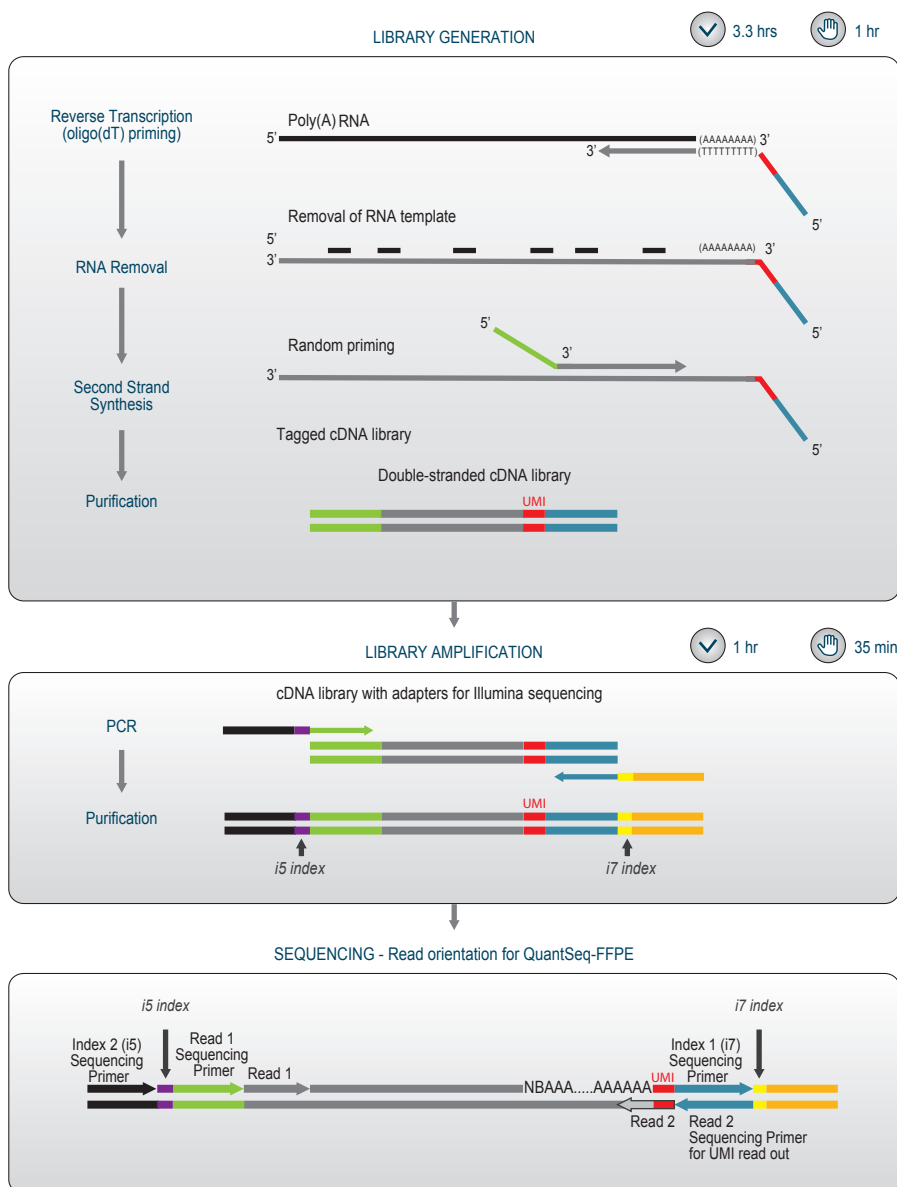 LIBRARY GENERATION
3.3 hrs
1 hr
Reverse Transcription
(oligo(dT) priming)
Poly(A) RNA
5’
(AAAAAAAA)
3’
3’
(TTTTTTTTT)
5’
Removal of RNA template
5’
(AAAAAAAA)
3’
3’
RNA Removal
5’
5’
Random priming
3’
3’
Second Strand
Synthesis
5’
Tagged cDNA library
Double-stranded cDNA library
Purification
UMI
LIBRARY AMPLIFICATION
1 hr
35 min
cDNA library with adapters for Illumina sequencing
PCR
UMI
Purification
i5 index
i7 index
SEQUENCING - Read orientation for QuantSeq-FFPE
i5 index
i7 index
Index 2 (i5)
Sequencing
Primer
Read 1
Sequencing
Primer
Read 1
NBAAA.....AAAAAA
UMI
Index 1 (i7)
Sequencing
Primer
Read 2
Read 2
Sequencing Primer
for UMI read out